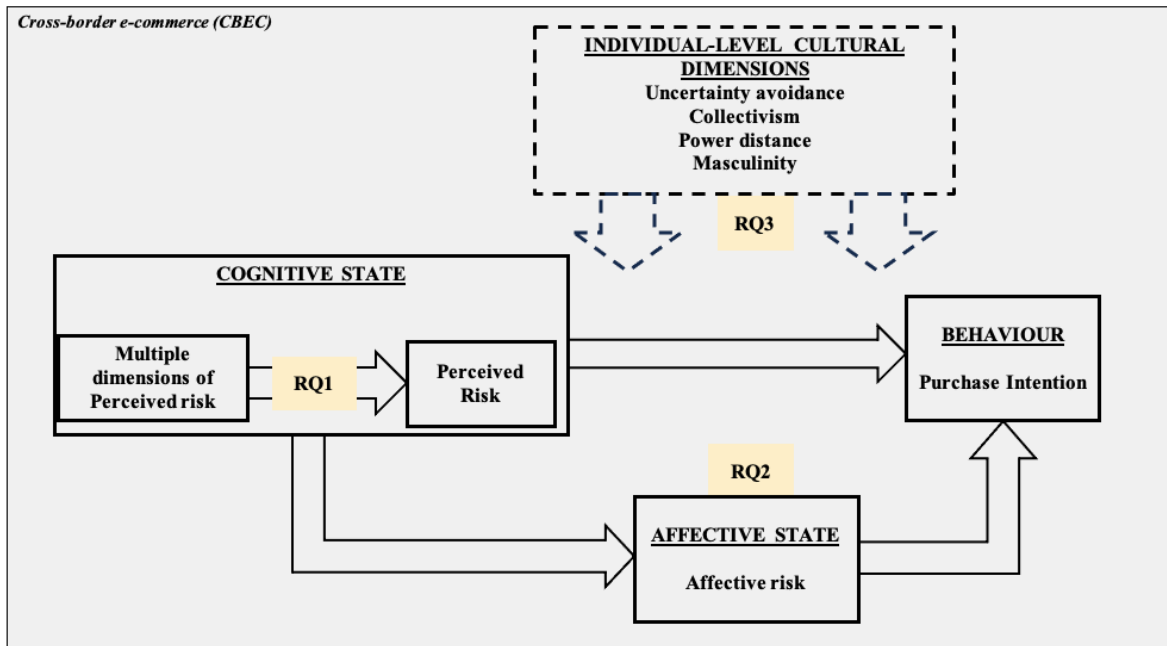 Cross-border e-commerce (CBEC)
INDIVIDUAL-LEVEL CULTURAL
DIMENSIONS
Uncertainty avoidance
Collectivism
Power distance
Masculinity
RQ3
COGNITIVE STATE
Multiple
dimensions of
Perceived risk
RQ1
Perceived
Risk
BEHAVIOUR
Purchase Intention
RQ2
AFFECTIVE STATE
Affective risk